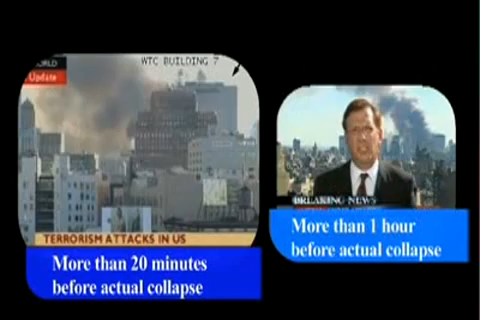 WORLD
Update
WTC BUILDING 7
TERRORISM ATTACKS IN US
More than 20 minutes
before actual collapse
BREAKING NEWS
More than 1 hour
before actual collapse